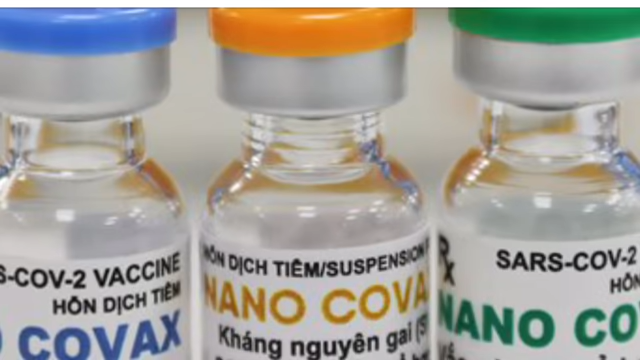 S-COV-2 VACCINE
HỖN DỊCH TIÊM
COVAX
HỖN DỊCH TIÊM/SUSPENSION
NANO COVA
Kháng nguyên gai (S
Rx
SARS-COV-2
HỖN
NANO CO